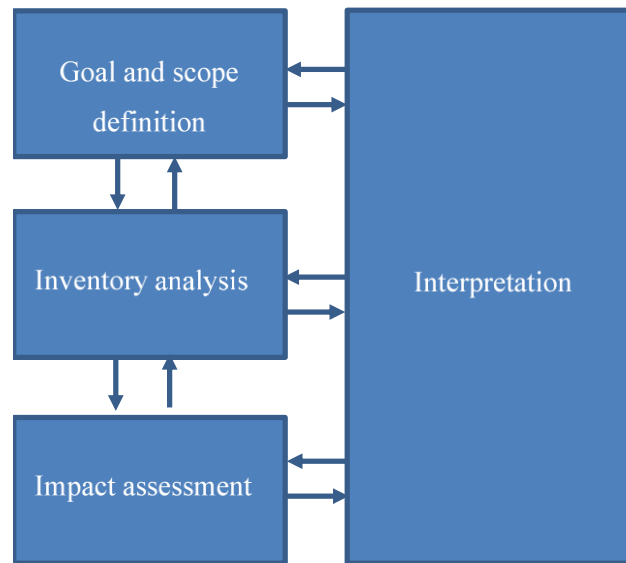 Goal and scope
definition
Inventory analysis
Interpretation
Impact assessment